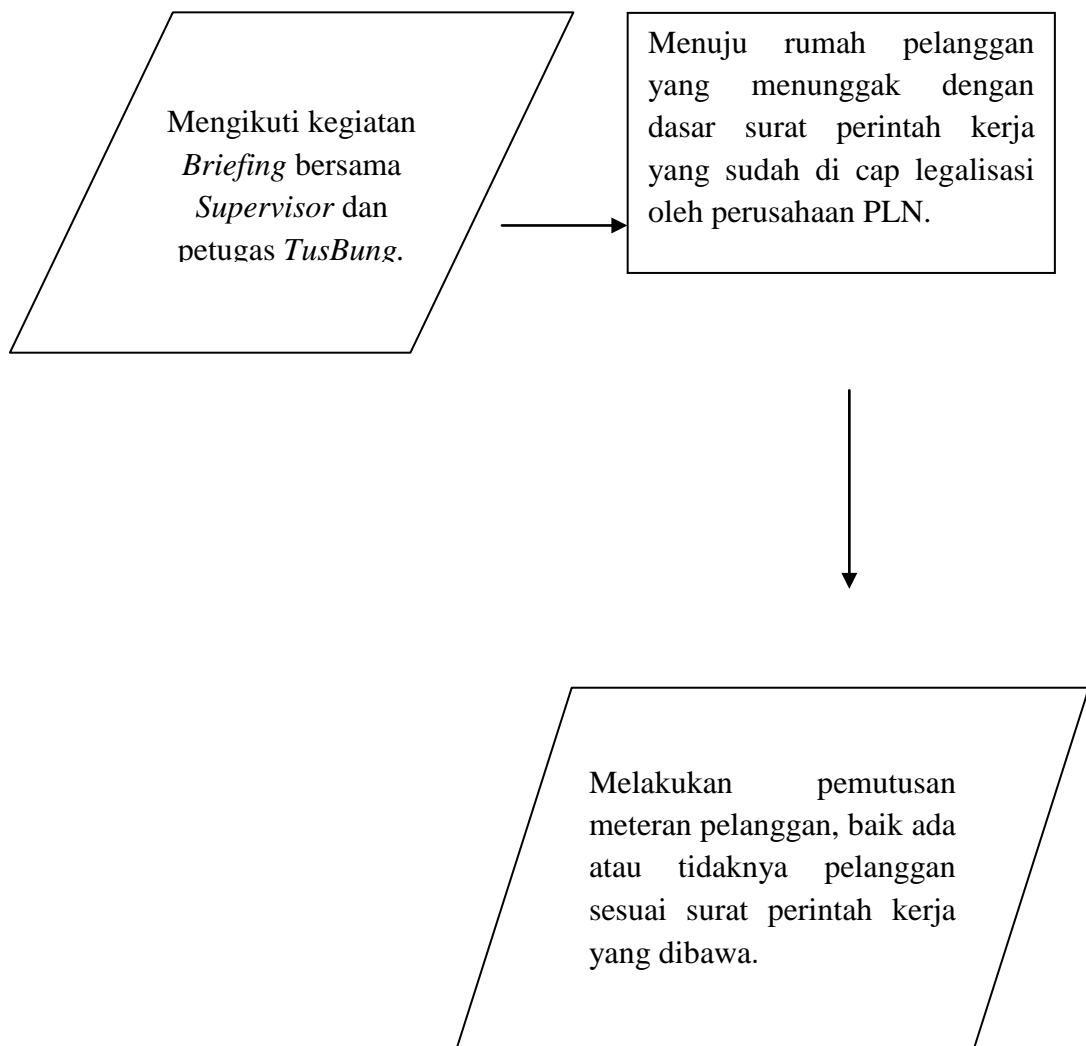 Mengikuti kegiatan
Briefing bersama
Supervisor dan
petugas TusBung.
Menuju rumah pelanggan
yang menunggak dengan
dasar surat perintah kerja
yang sudah di cap legalisasi
oleh perusahaan PLN.
Melakukan pemutusan
meteran pelanggan, baik ada
atau tidaknya pelanggan
sesuai surat perintah kerja
yang dibawa.